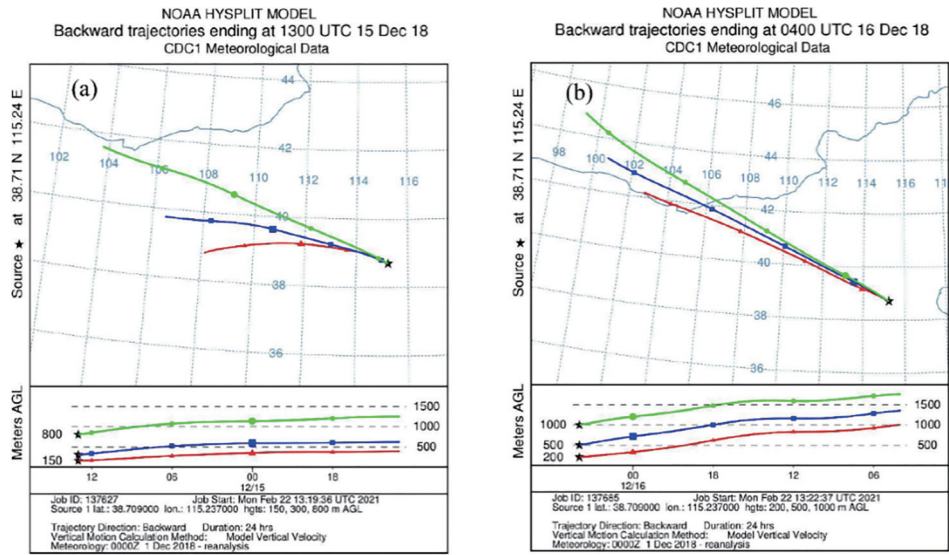 NOAA HYSPLIT MODEL
Backward trajectories ending at 1300 UTC 15 Dec 18
CDC1 Meteorological Data
(a)
Source ★ at 38.71 N 115.24 E
44
42
40
38
36
102
104
106
108
110
112
114
116
Meters AGL
1500
1000
500
800
150
12
00
18
12/15
Job ID: 137627 Job Start: Mon Feb 22 13:19:36 UTC 2021
Source 1 lat.: 38.709000 lon.: 115.237000 hgts: 150, 300, 800 m AGL
Trajectory Direction: Backward Duration: 24 hrs
Vertical Motion Calculation Method: Model Vertical Velocity
Meteorology: 0000Z 1 Dec 2018 - reanalysis
NOAA HYSPLIT MODEL
Backward trajectories ending at 0400 UTC 16 Dec 18
CDC1 Meteorological Data
(b)
Source ★ at 38.71 N 115.24 E
46
44
42
40
38
36
98
100
102
104
106
108
110
112
114
116
Meters AGL
1500
1000
500
1000
500
200
00
18
12
06
12/16
Job ID: 137685 Job Start: Mon Feb 22 13:22:37 UTC 2021
Source 1 lat.: 38.709000 lon.: 115.237000 hgts: 200, 500, 1000 m AGL
Trajectory Direction: Backward Duration: 24 hrs
Vertical Motion Calculation Method: Model Vertical Velocity
Meteorology: 0000Z 1 Dec 2018 - reanalysis